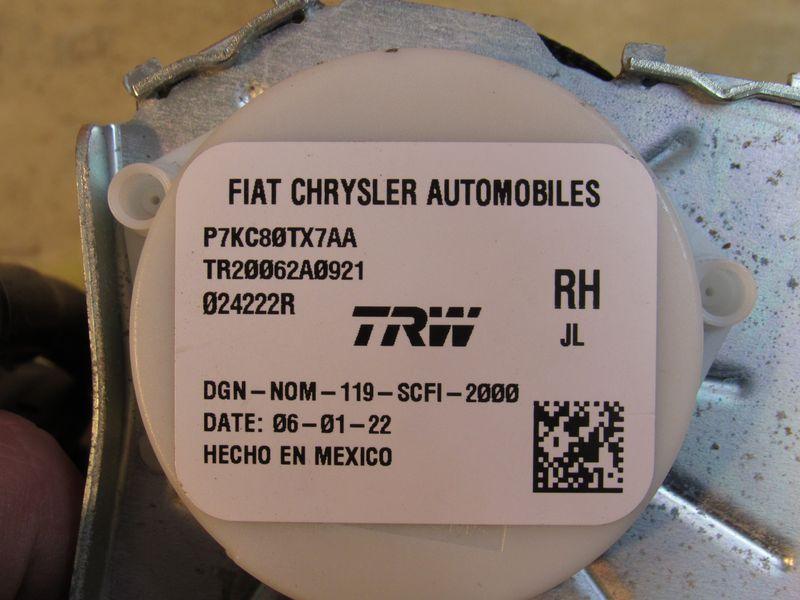 FIAT CHRYSLER AUTOMOBILES
P7KC80TX7AA
TR20062A0921
024222R
RH
TRW
JL
DGN-NOM-119-SCFI-2000
DATE: 06-01-22
HECHO EN MEXICO